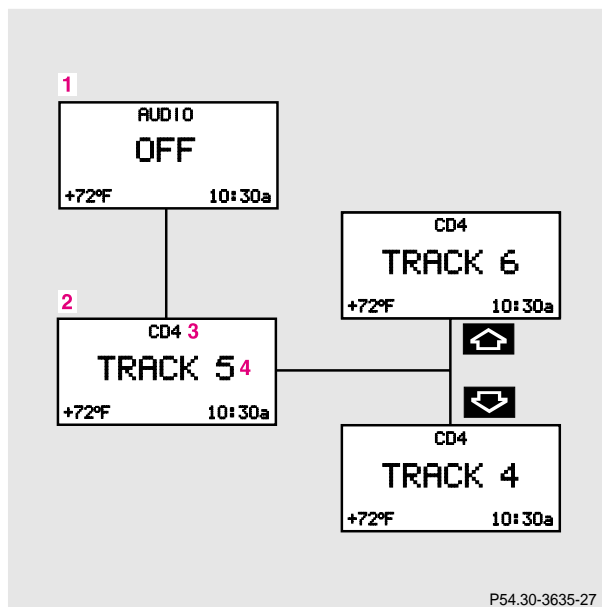 1
AUDIO
OFF
+72°F 10:30a
2
CD4 3
TRACK 5 4
+72°F 10:30a
CD4
TRACK 6
+72°F 10:30a
CD4
TRACK 4
+72°F 10:30a
P54.30-3635-27